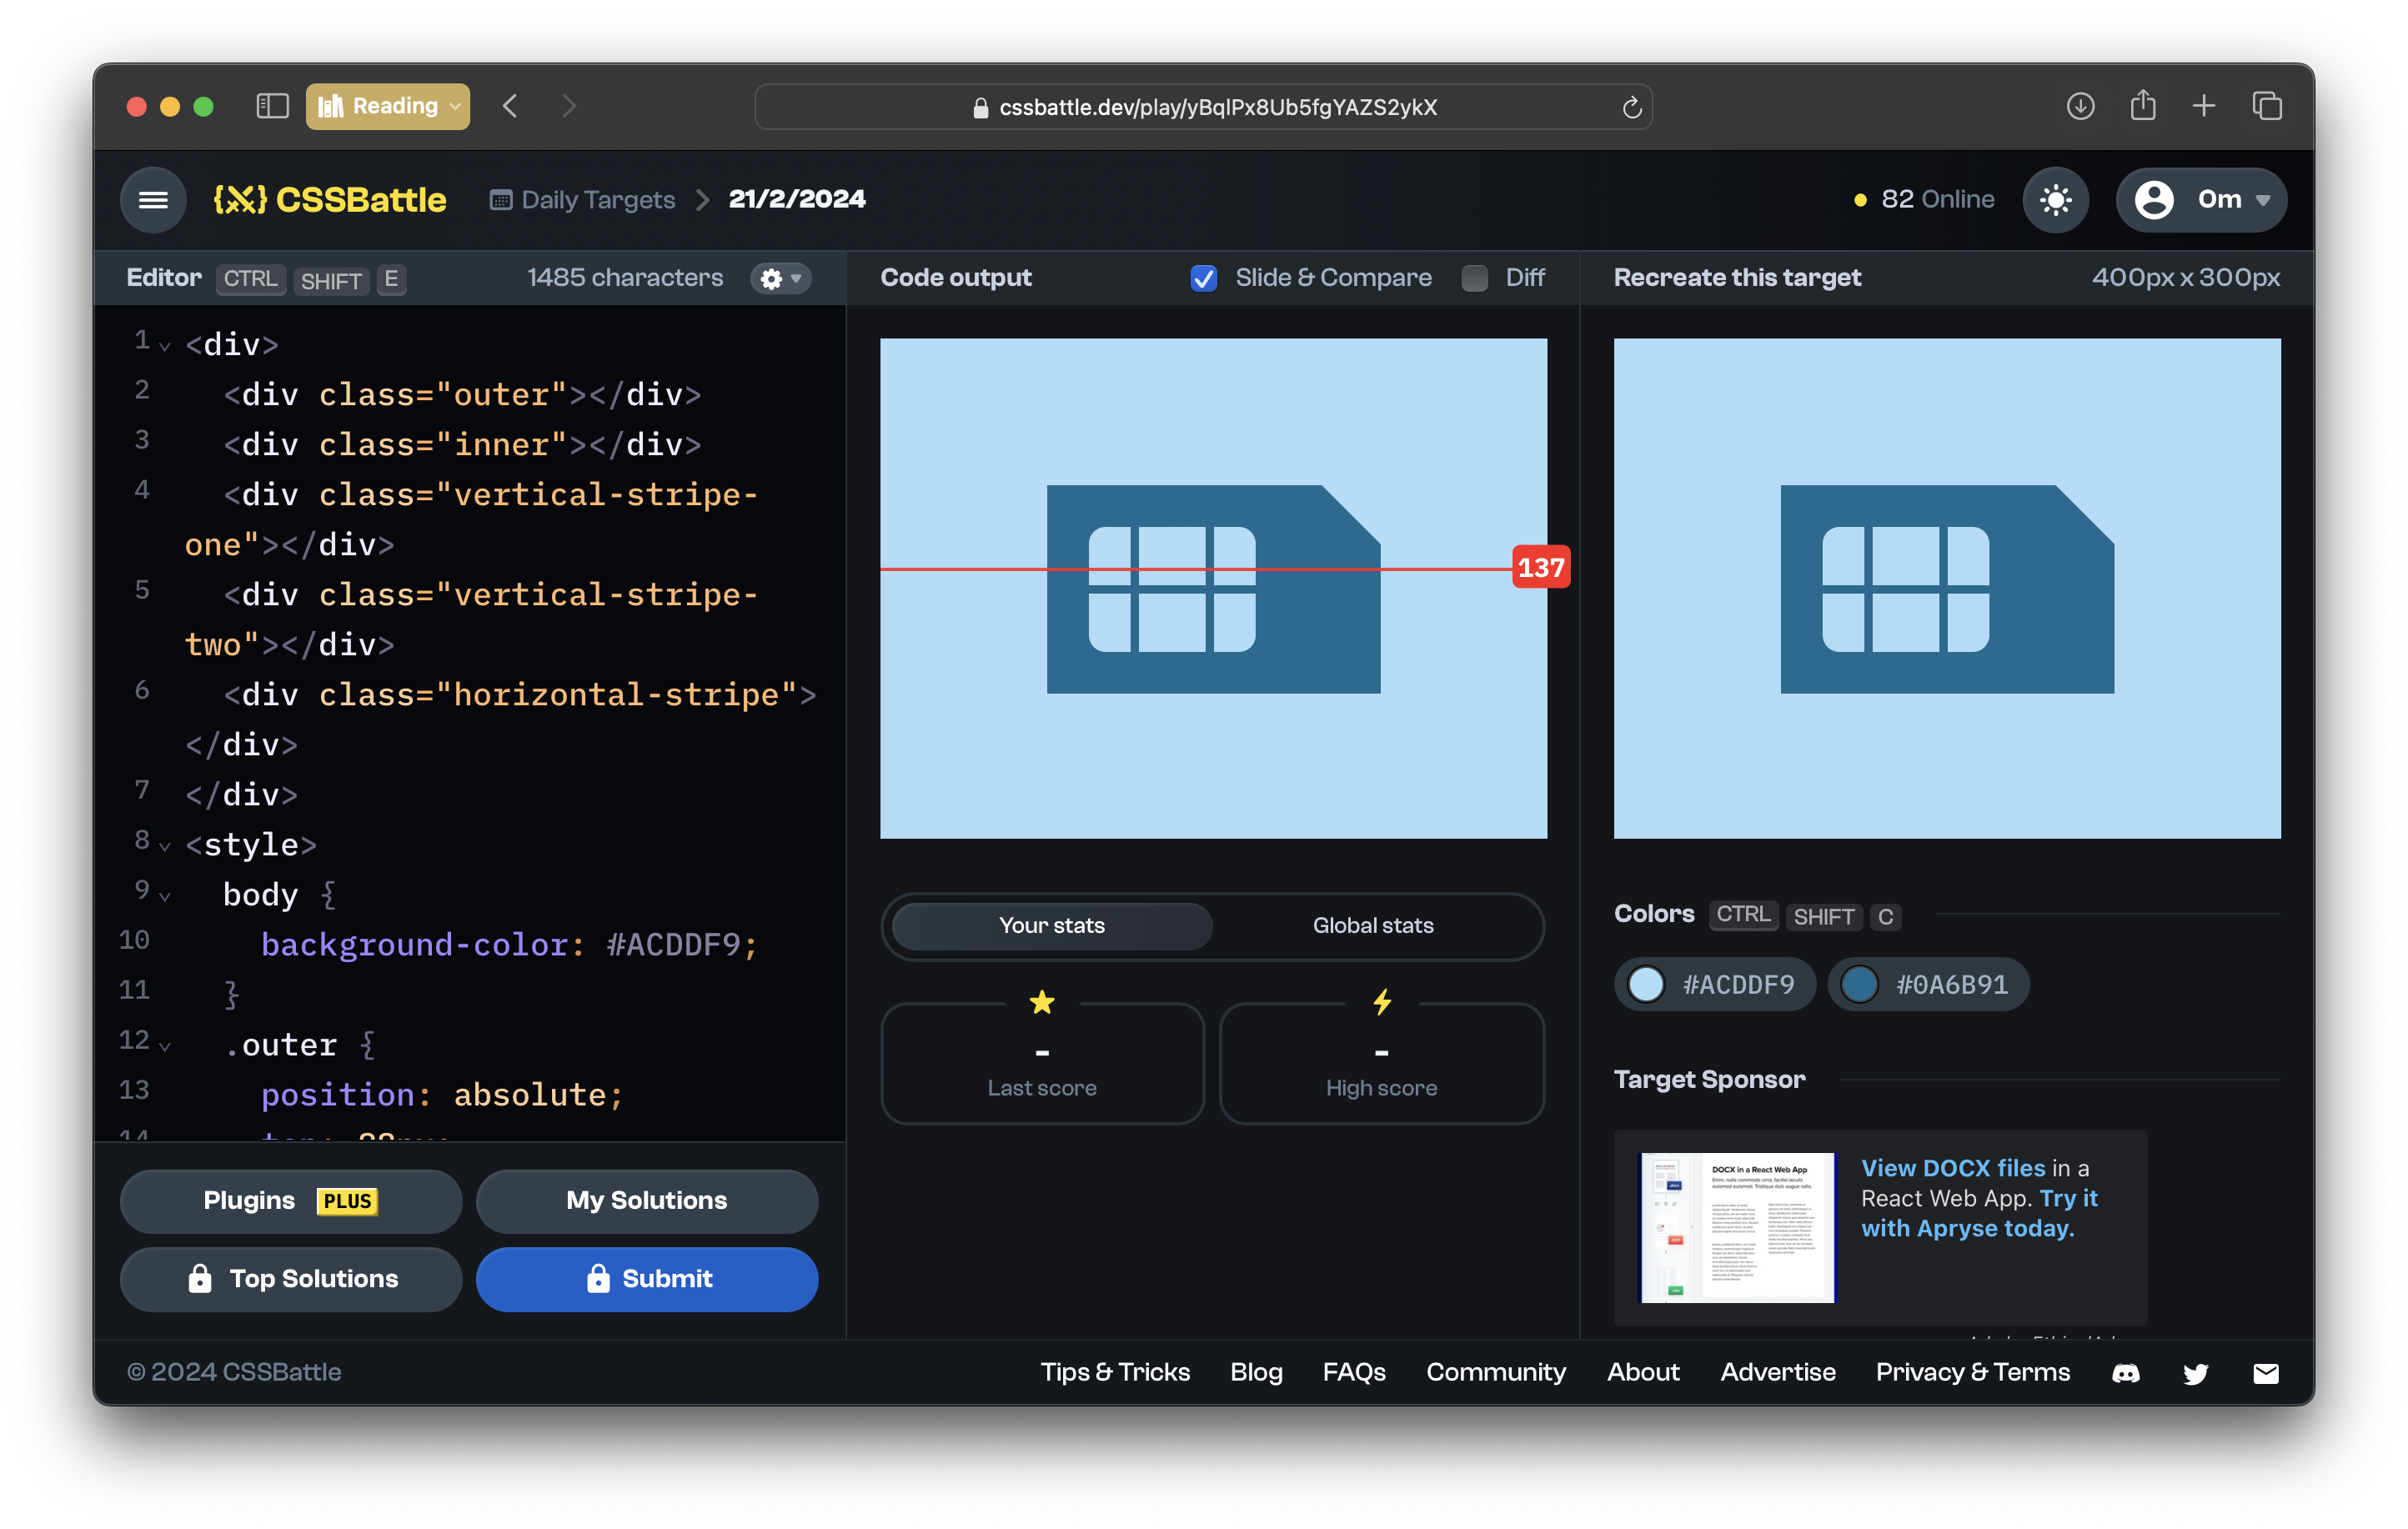 Reading
cssbattle.dev/play/yBqlPx8Ub5fgYAZS2ykX
CSSBattle
Daily Targets
21/2/2024
82 Online
0m
Editor CTRL SHIFT E
1485 characters
1 <div>
2 <div class="outer"></div>
3 <div class="inner"></div>
4 <div class="vertical-stripe-
one"></div>
5 <div class="vertical-stripe-
two"></div>
6 <div class="horizontal-stripe">
</div>
7 </div>
8 <style>
9 body {
10 background-color: #ACDDF9;
11 }
12 .outer {
13 position: absolute;
Plugins PLUS
My Solutions
Top Solutions
Submit
Code output
Slide & Compare
Diff
137
Your stats
Global stats
-
Last score
-
High score
Recreate this target
400px x 300px
Colors CTRL SHIFT C
#ACDDF9
#0A6B91
Target Sponsor
DOCX in a React Web App
View DOCX files in a
React Web App. Try it
with Apryse today.
© 2024 CSSBattle
Tips & Tricks
Blog
FAQs
Community
About
Advertise
Privacy & Terms